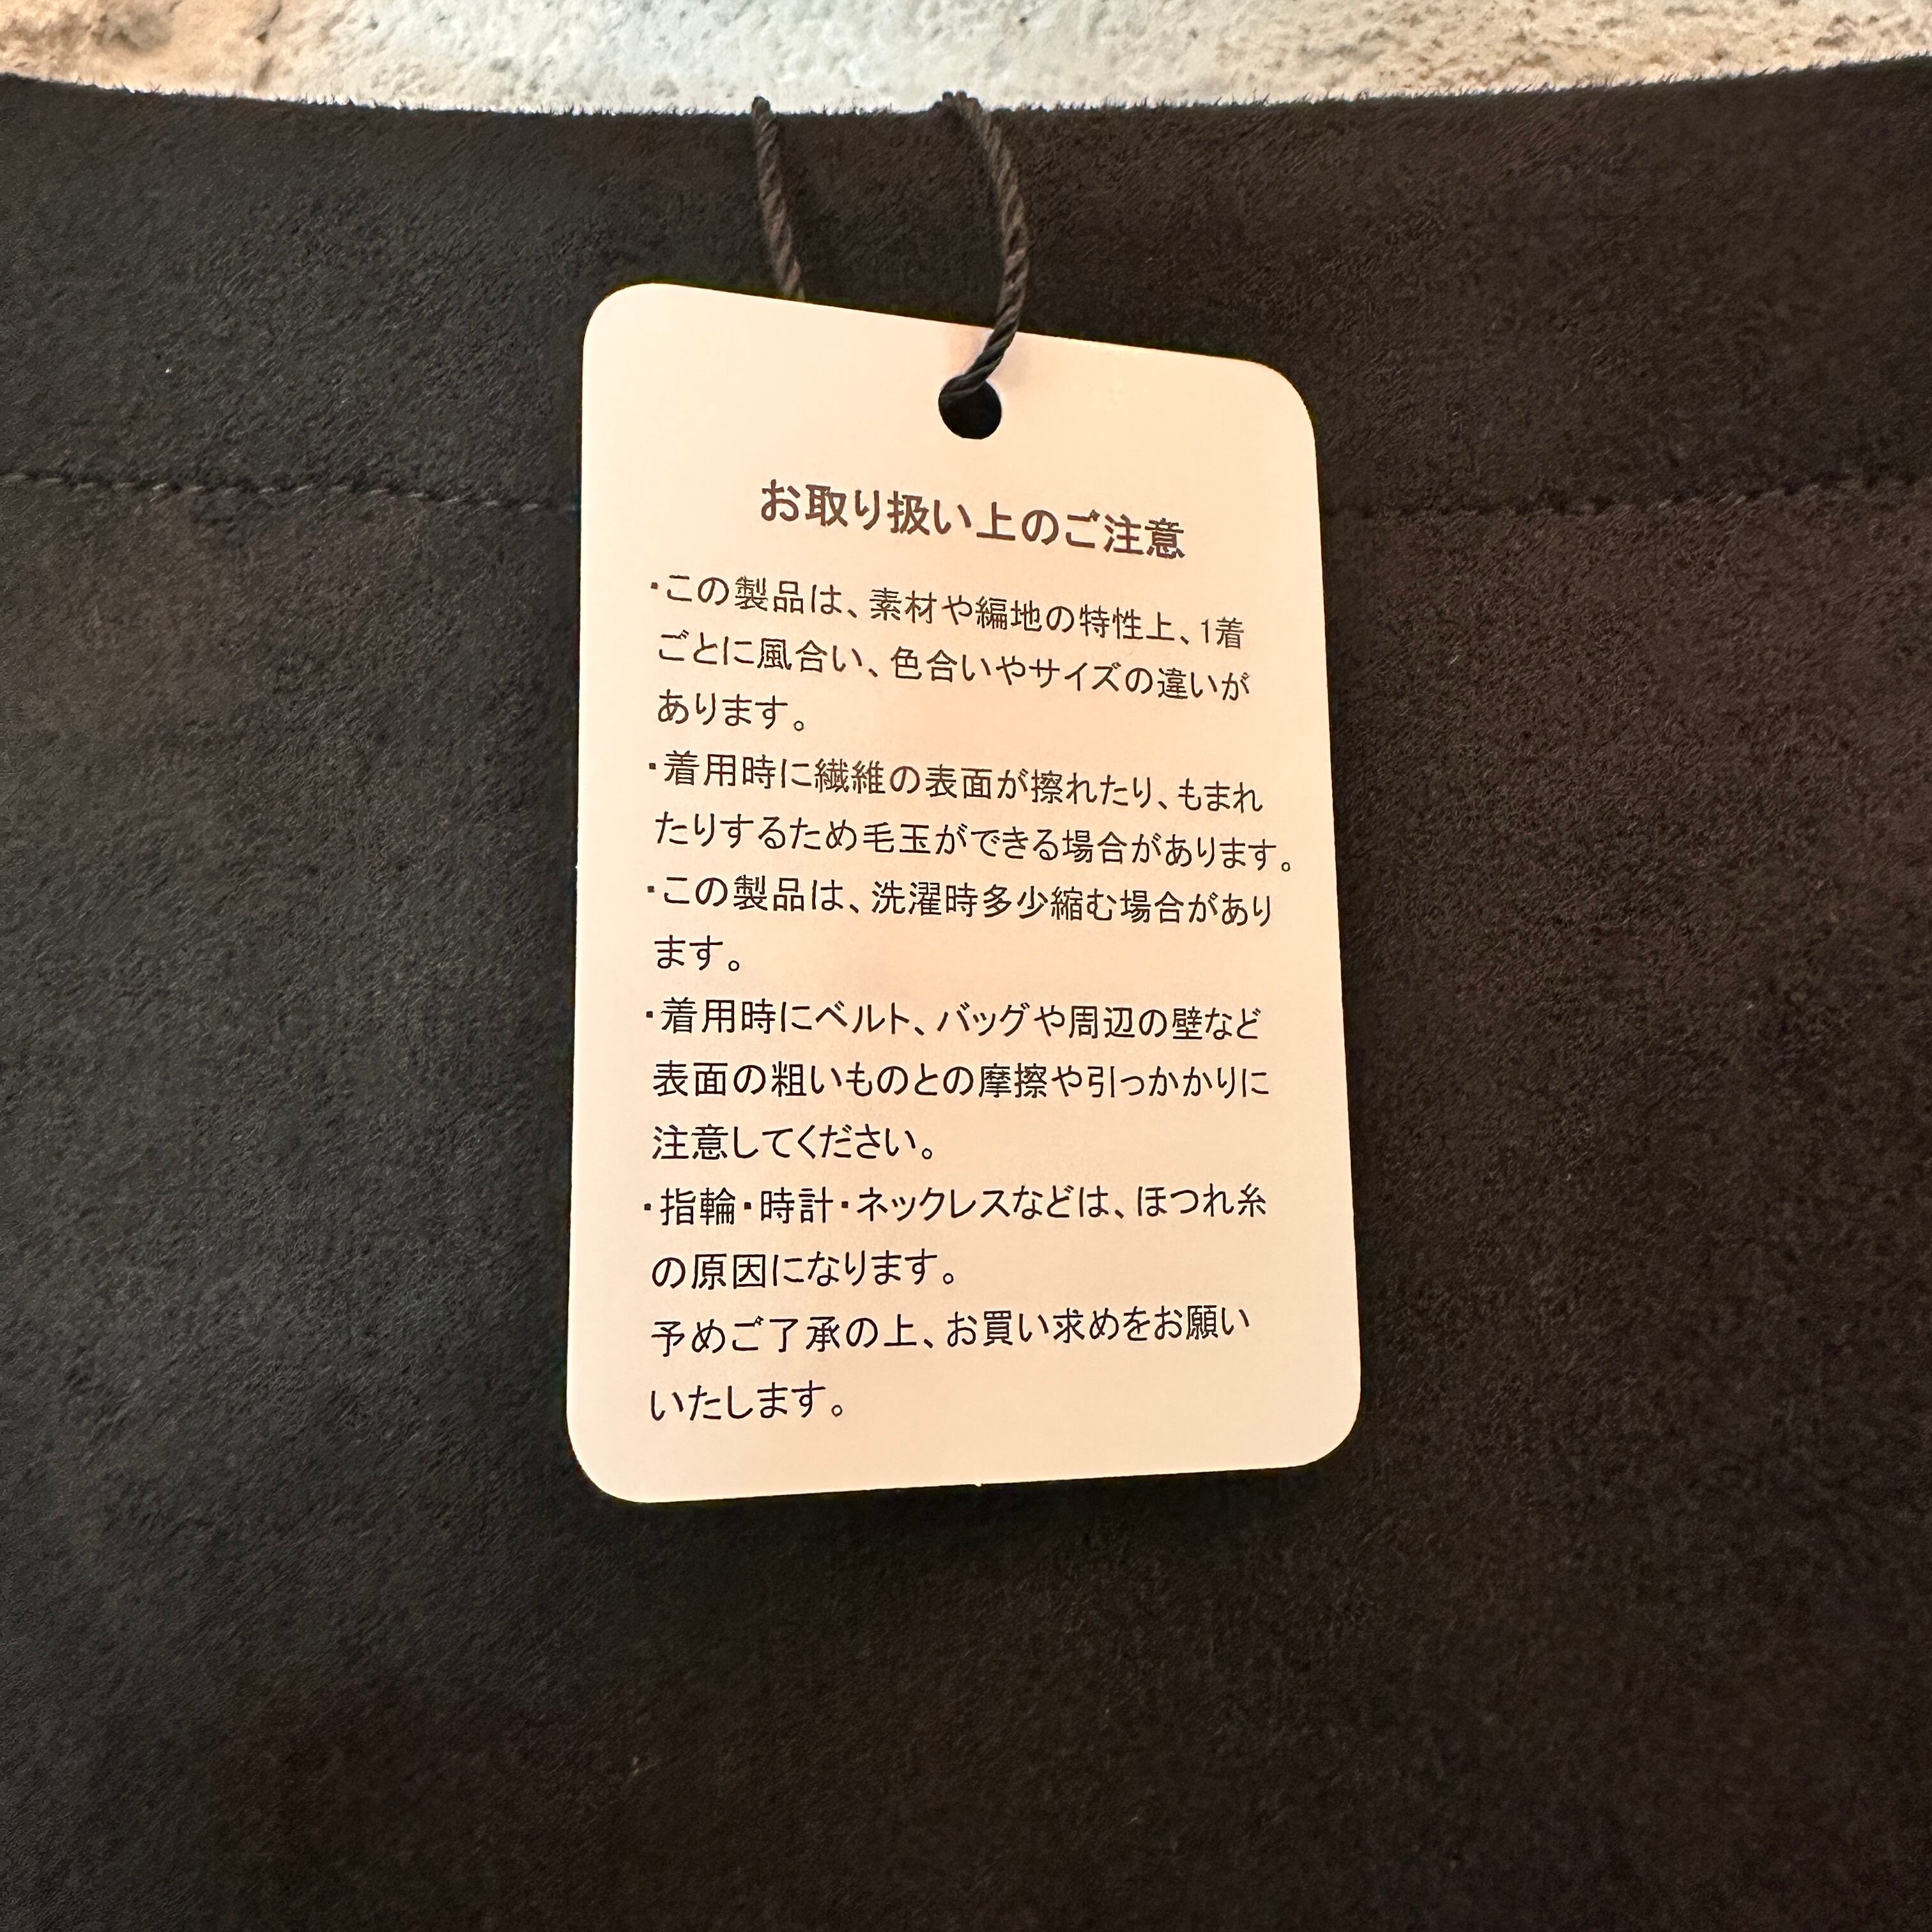 お取り扱い上のご注意
・この製品は、素材や編地の特性上、1着
ごとに風合い、色合いやサイズの違いが
あります。
・着用時に繊維の表面が擦れたり、もまれ
たりするため毛玉ができる場合があります。
・この製品は、洗濯時多少縮む場合があり
ます。
・着用時にベルト、バッグや周辺の壁など
表面の粗いものとの摩擦や引っかかりに
注意してください。
・指輪・時計・ネックレスなどは、ほつれ糸
の原因になります。
予めご了承の上、お買い求めをお願い
いたします。